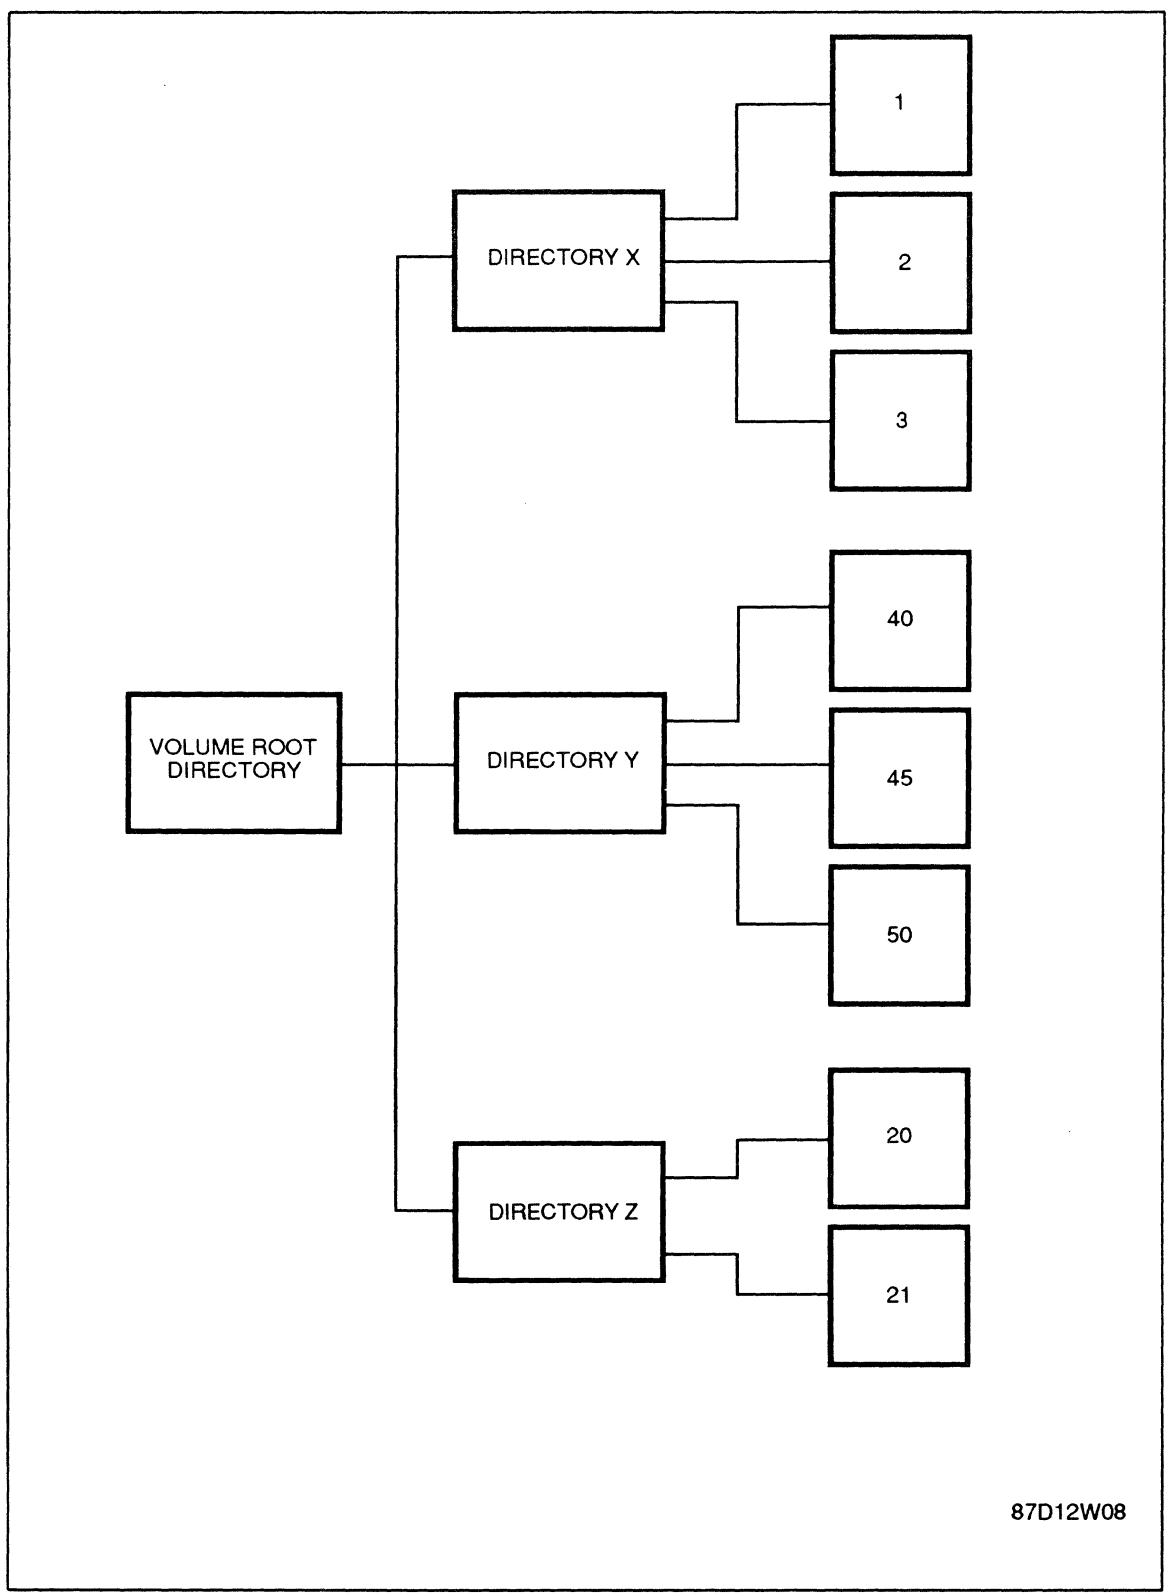 1
DIRECTORY X
2
3
40
VOLUME ROOT
DIRECTORY
DIRECTORY Y
45
50
20
DIRECTORY Z
21
87D12W08